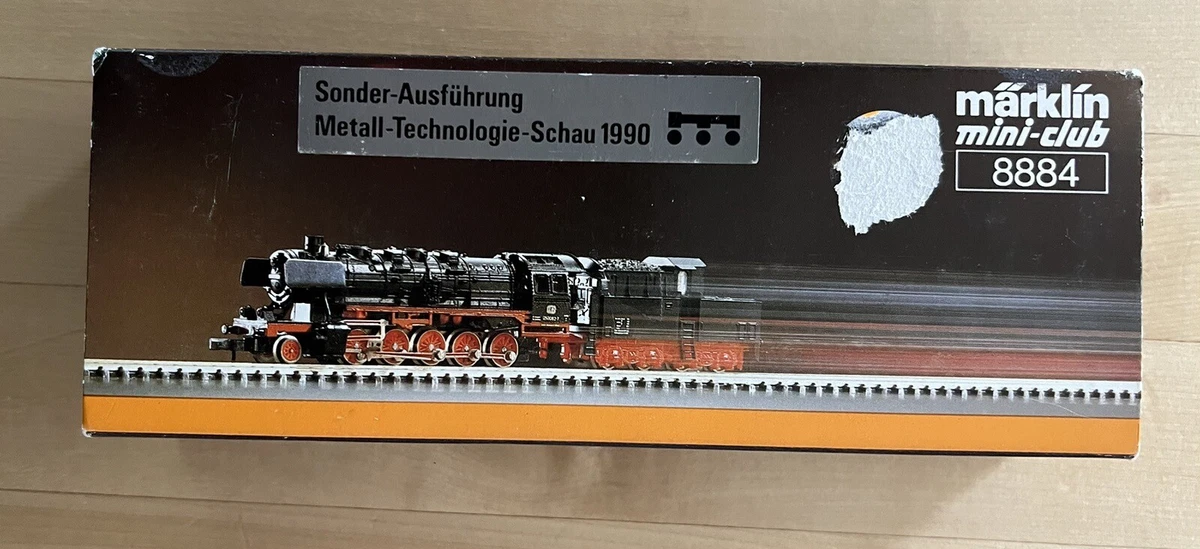 Sonder-Ausführung
Metall-Technologie-Schau 1990
märklin
mini-club
8884